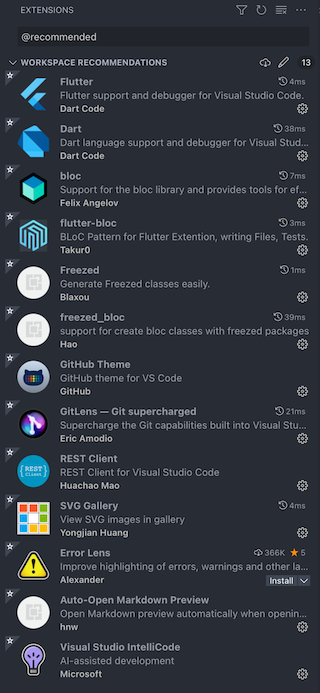 EXTENSIONS
@recommended
WORKSPACE RECOMMENDATIONS 13
Flutter 4ms
Flutter support and debugger for Visual Studio Code.
Dart Code
Dart 38ms
Dart language support and debugger for Visual Stud...
Dart Code
bloc 7ms
Support for the bloc library and provides tools for ef...
Felix Angelov
flutter-bloc 3ms
BLoC Pattern for Flutter Extention, writing Files, Tests.
Takur0
Freezed 1ms
Generate Freezed classes easily.
Blaxou
freezed_bloc 39ms
support for create bloc classes with freezed packages
Hao
GitHub Theme
GitHub theme for VS Code
GitHub
GitLens — Git supercharged 21ms
Supercharge the Git capabilities built into Visual Stu...
Eric Amodio
REST Client
REST Client
REST Client for Visual Studio Code
Huachao Mao
SVG Gallery 4ms
View SVG images in gallery
Yongjian Huang
Error Lens 366K 5
Improve highlighting of errors, warnings and other la...
Alexander Install
Auto-Open Markdown Preview
Open Markdown preview automatically when openin...
hnw
Visual Studio IntelliCode
AI-assisted development
Microsoft